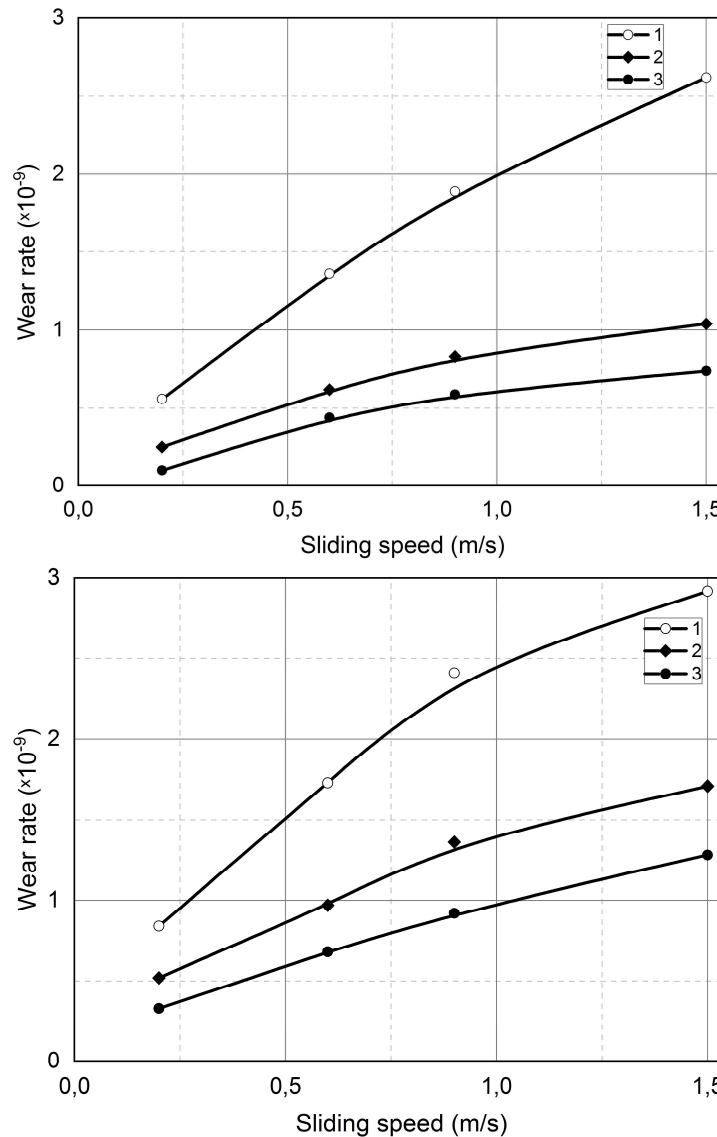 3
1
2
3
2
Wear rate (×10⁻⁹)
1
0
0,0 0,5 1,0 1,5
Sliding speed (m/s)
3
1
2
3
2
Wear rate (×10⁻⁹)
1
0
0,0 0,5 1,0 1,5
Sliding speed (m/s)